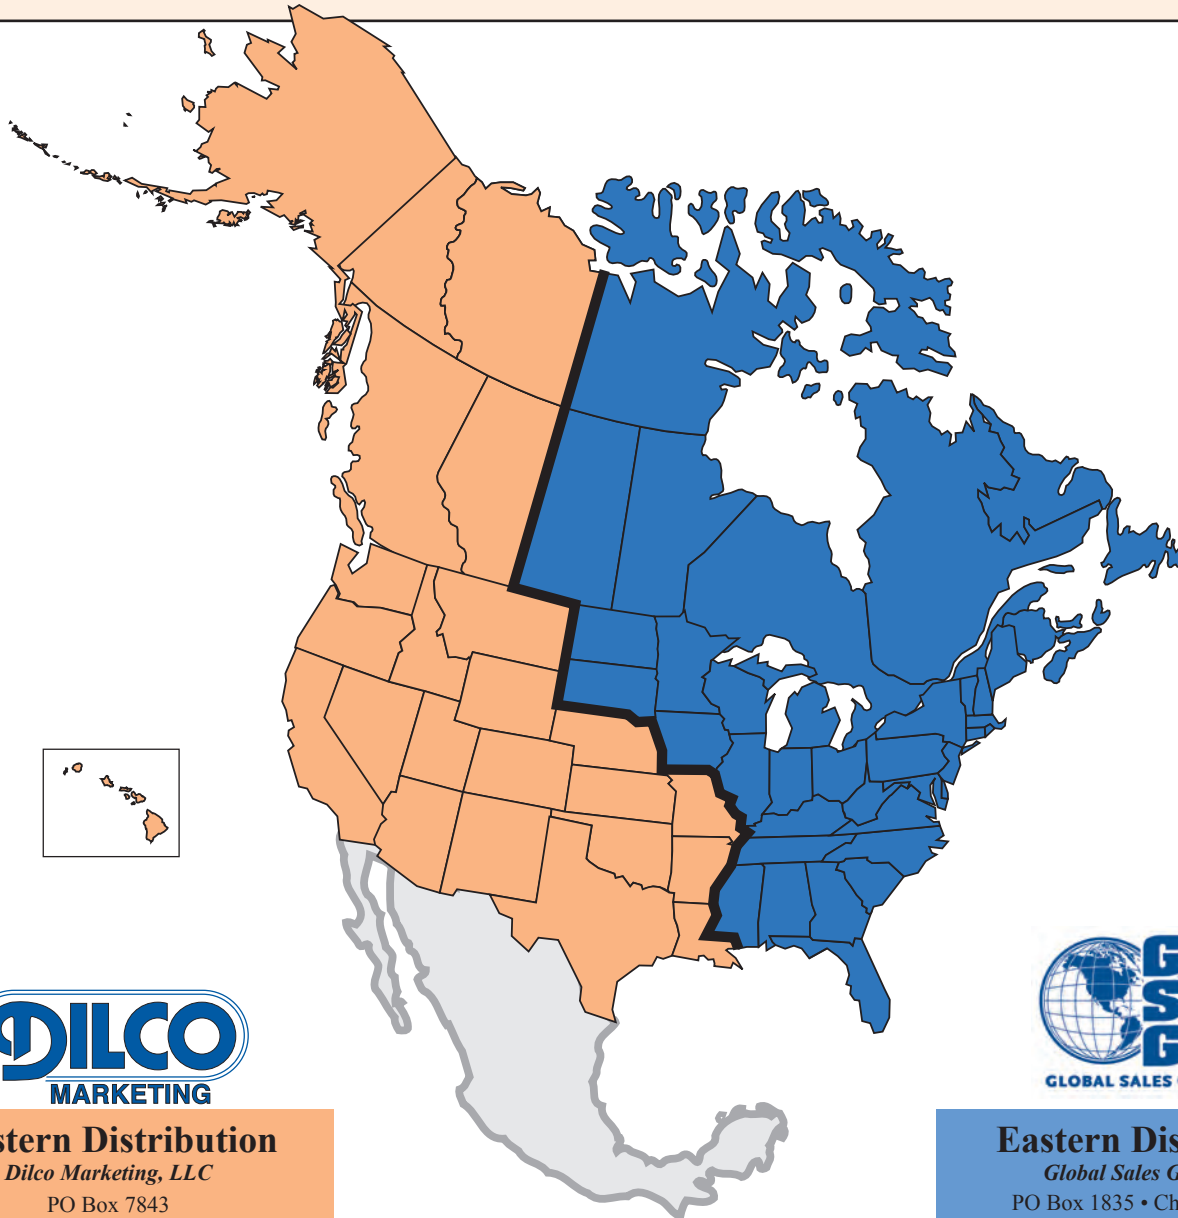 DILCO
MARKETING
stern Distribution
Dilco Marketing, LLC
PO Box 7843
G
S
G
GLOBAL SALES
Eastern Dis
Global Sales G
PO Box 1835 • Ch